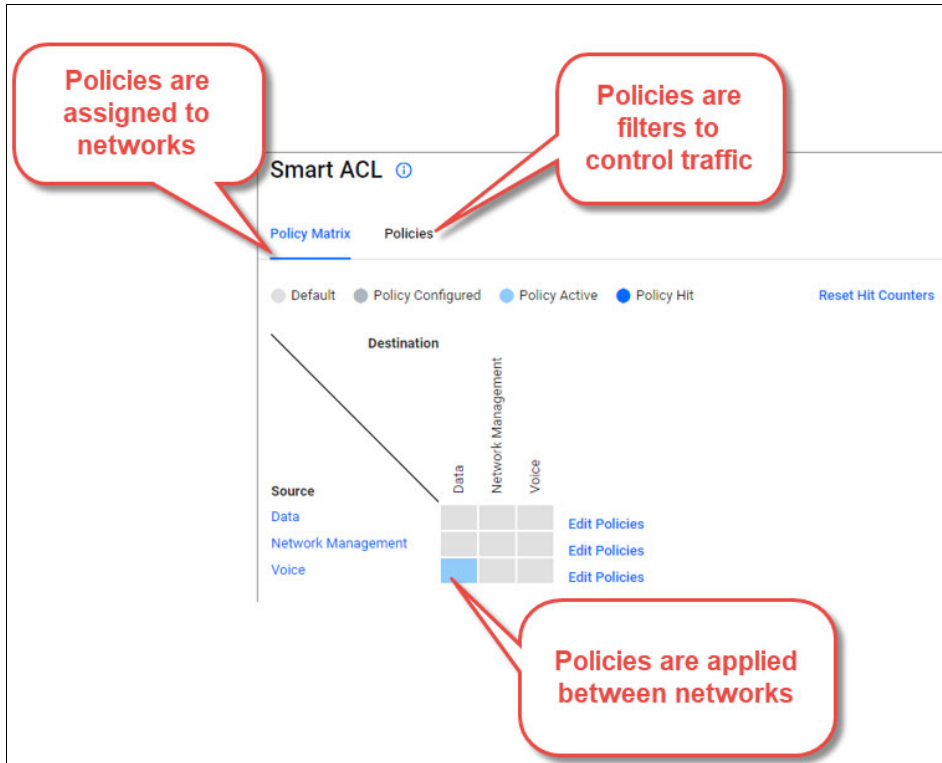 Policies are
assigned to
networks
Policies are
filters to
control traffic
Smart ACL
Policy Matrix Policies
Default Policy Configured Policy Active Policy Hit Reset Hit Counters
Destination
Data Network Management Voice
Source
Data Edit Policies
Network Management Edit Policies
Voice Edit Policies
Policies are applied
between networks